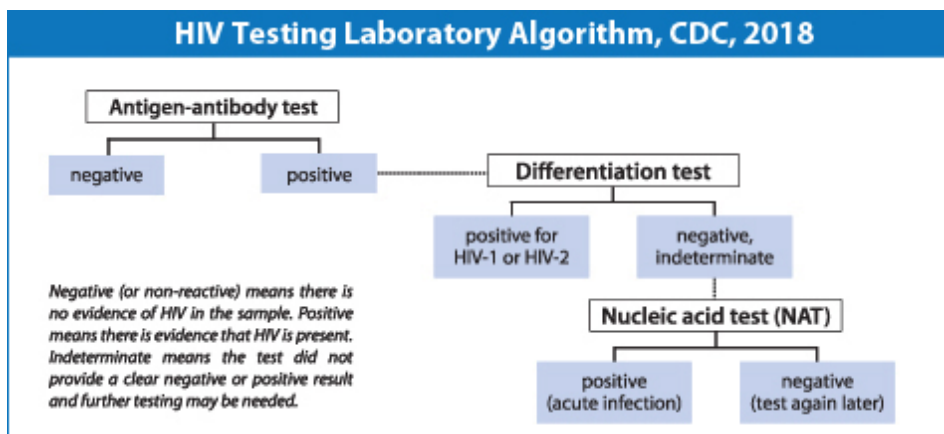 HIV Testing Laboratory Algorithm, CDC, 2018
Antigen-antibody test
negative
positive
Differentiation test
positive for
HIV-1 or HIV-2
negative,
indeterminate
Negative (or non-reactive) means there is
no evidence of HIV in the sample. Positive
means there is evidence that HIV is present.
Indeterminate means the test did not
provide a clear negative or positive result
and further testing may be needed.
Nucleic acid test (NAT)
positive
(acute infection)
negative
(test again later)